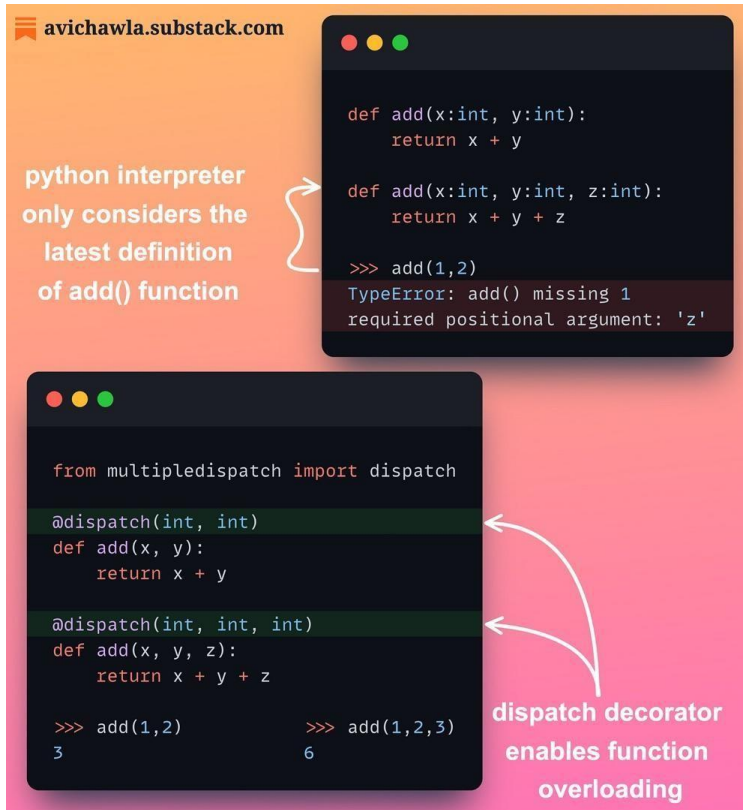 avichawla.substack.com
def add(x:int, y:int):
    return x + y
def add(x:int, y:int, z:int):
    return x + y + z
>>> add(1,2)
TypeError: add() missing 1
required positional argument: 'z'
python interpreter
only considers the
latest definition
of add() function
from multipledispatch import dispatch
@dispatch(int, int)
def add(x, y):
    return x + y
@dispatch(int, int, int)
def add(x, y, z):
    return x + y + z
>>> add(1,2)    >>> add(1,2,3)
3    6
dispatch decorator
enables function
overloading